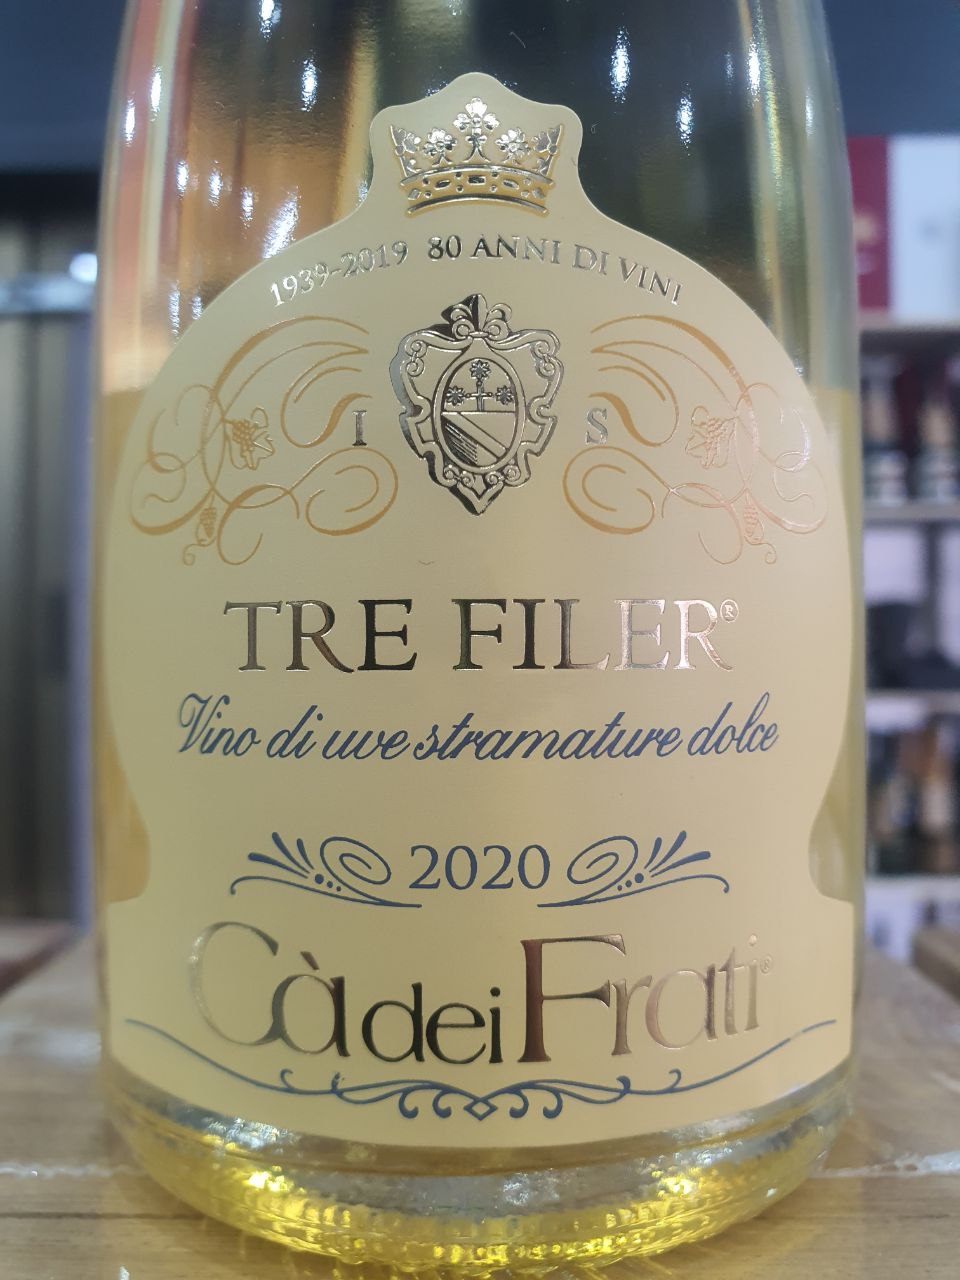 1939-2019 80 ANNI DI VINI
I S
TRE FILER®
Vino di uve stramature dolce
2020
Cà dei Frati®